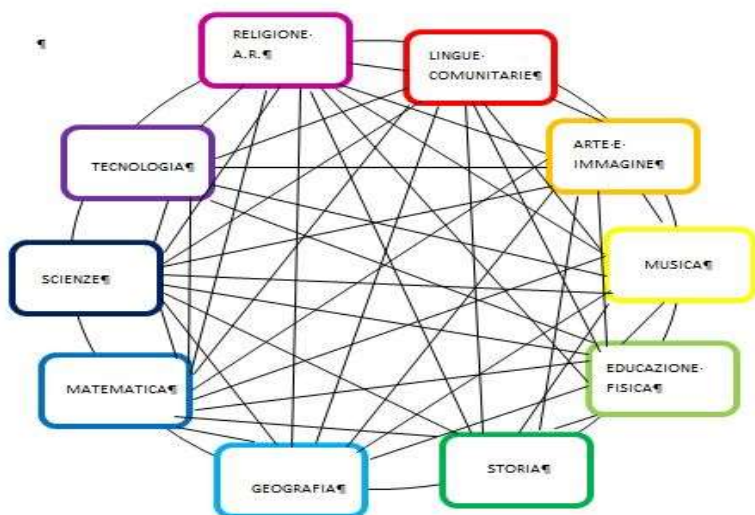 ¶
RELIGIONE·
A.R.¶
LINGUE·
COMUNITARIE¶
ARTE·E·
IMMAGINE¶
TECNOLOGIA¶
MUSICA¶
SCIENZE¶
EDUCAZIONE·
FISICA¶
MATEMATICA¶
STORIA¶
GEOGRAFIA¶